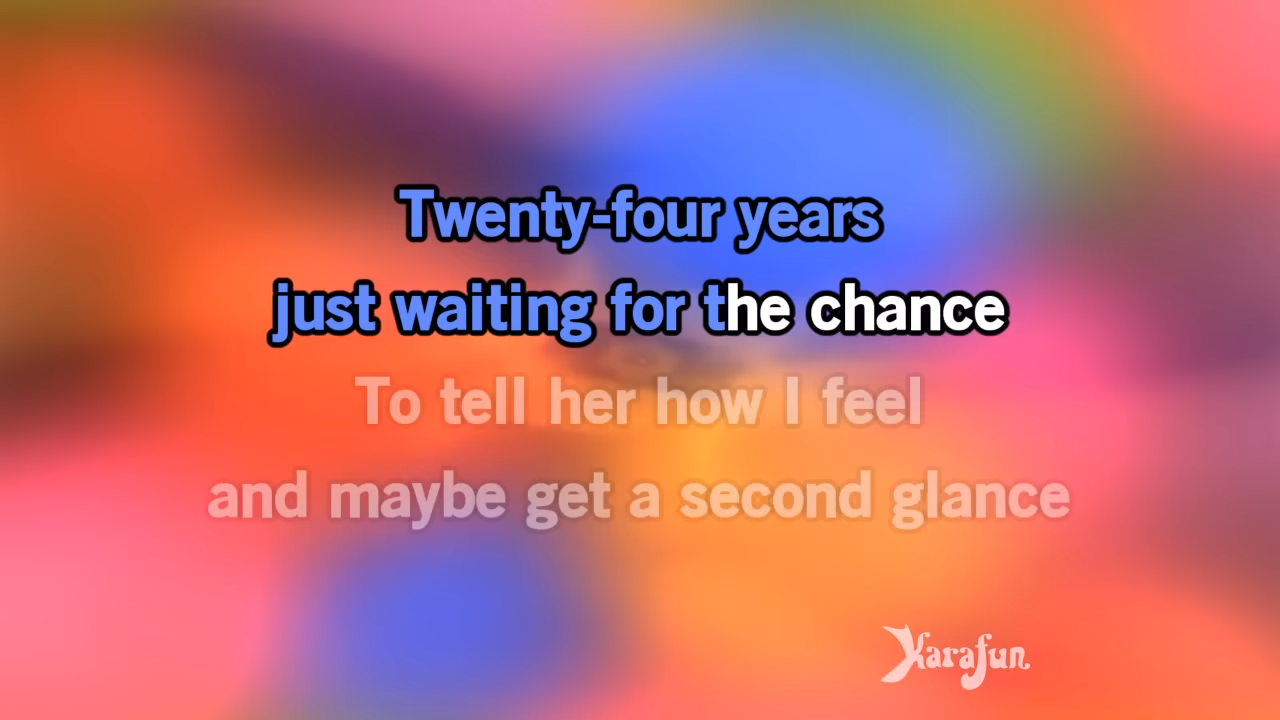 Twenty-four years
just waiting for the chance
To tell her how I feel
and maybe get a second glance
Karafun